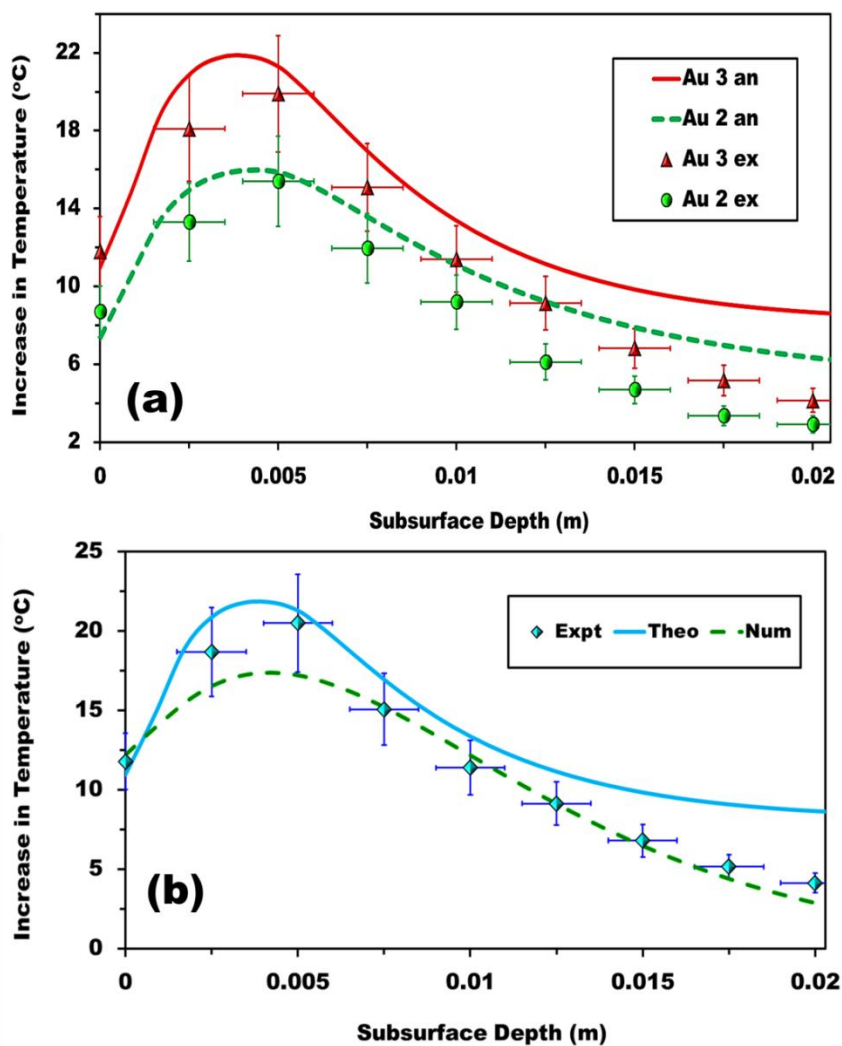 22
18
14
10
6
2
Increase in Temperature (°C)
Au 3 an
Au 2 an
Au 3 ex
Au 2 ex
(a)
0
0.005
0.01
0.015
0.02
Subsurface Depth (m)
25
20
15
10
5
0
Increase in Temperature (°C)
Expt
Theo
Num
(b)
0
0.005
0.01
0.015
0.02
Subsurface Depth (m)